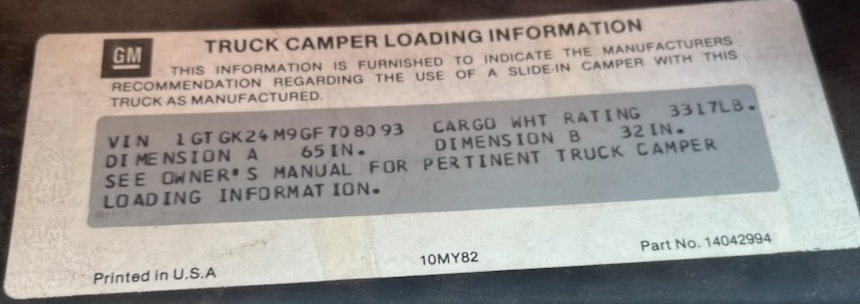 GM
TRUCK CAMPER LOADING INFORMATION
THIS INFORMATION IS FURNISHED TO INDICATE THE MANUFACTURERS
RECOMMENDATION REGARDING THE USE OF A SLIDE-IN CAMPER WITH THIS
TRUCK AS MANUFACTURED.
VIN 1GTGK24M9GF708093 CARGO WHT RATING 3317LB.
DIMENSION A 65IN. DIMENSION B 32IN.
SEE OWNER'S MANUAL FOR PERTINENT TRUCK CAMPER
LOADING INFORMATION.
Printed in U.S.A 10MY82 Part No. 14042994